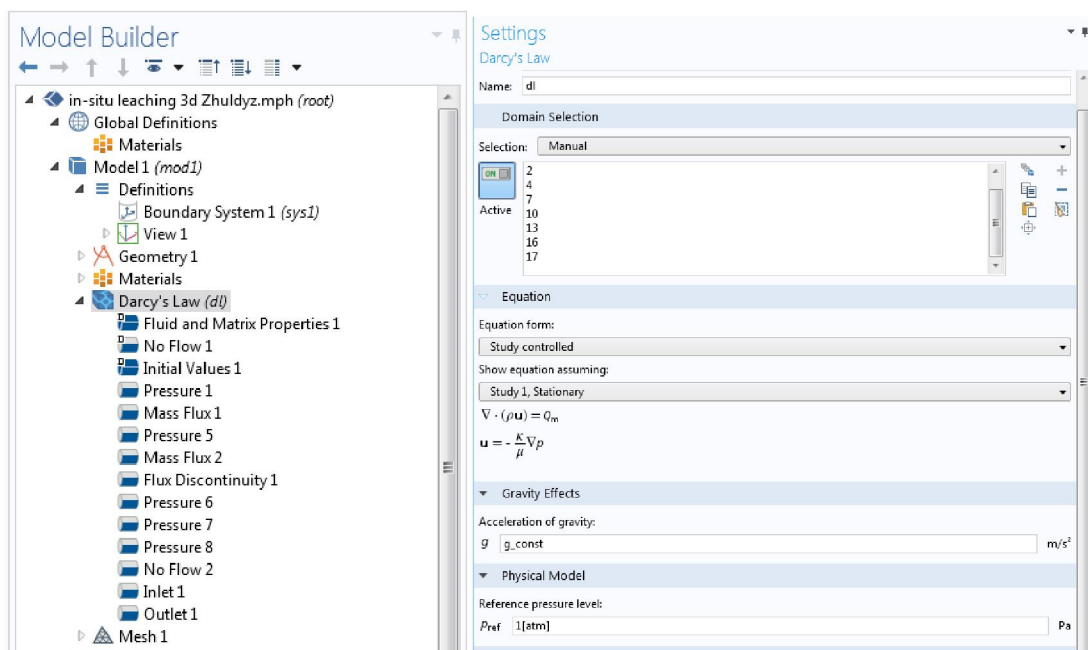 Model Builder
in-situ leaching 3d Zhuldyz.mph (root)
Global Definitions
Materials
Model 1 (mod1)
Definitions
Boundary System 1 (sys1)
View 1
Geometry 1
Materials
Darcy's Law (dl)
Fluid and Matrix Properties 1
No Flow 1
Initial Values 1
Pressure 1
Mass Flux 1
Pressure 5
Mass Flux 2
Flux Discontinuity 1
Pressure 6
Pressure 7
Pressure 8
No Flow 2
Inlet 1
Outlet 1
Mesh 1
Settings
Darcy's Law
Name: dl
Domain Selection
Selection: Manual
ON
Active
2
4
7
10
13
16
17
Equation
Equation form:
Study controlled
Show equation assuming:
Study 1, Stationary
∇ · (ρu) = Qm
u = - κ/μ ∇p
Gravity Effects
Acceleration of gravity:
g g_const m/s²
Physical Model
Reference pressure level:
pref 1[atm] Pa